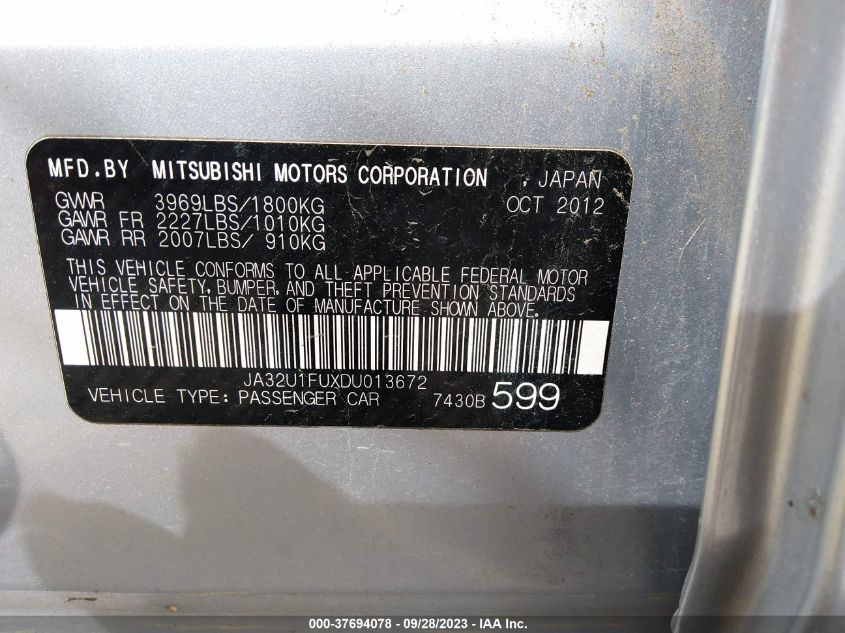 MFD.BY MITSUBISHI MOTORS CORPORATION . JAPAN
GVWR 3969LBS/1800KG OCT 2012
GAWR FR 2227LBS/1010KG
GAWR RR 2007LBS/ 910KG
THIS VEHICLE CONFORMS TO ALL APPLICABLE FEDERAL MOTOR
VEHICLE SAFETY, BUMPER, AND THEFT PREVENTION STANDARDS
IN EFFECT ON THE DATE OF MANUFACTURE SHOWN ABOVE.
JA32U1FUXDU013672
VEHICLE TYPE: PASSENGER CAR 7430B 599
000-37694078 - 09/28/2023 - IAA Inc.